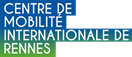 CENTRE DE
MOBILITÉ
INTERNATIONALE DE
RENNES